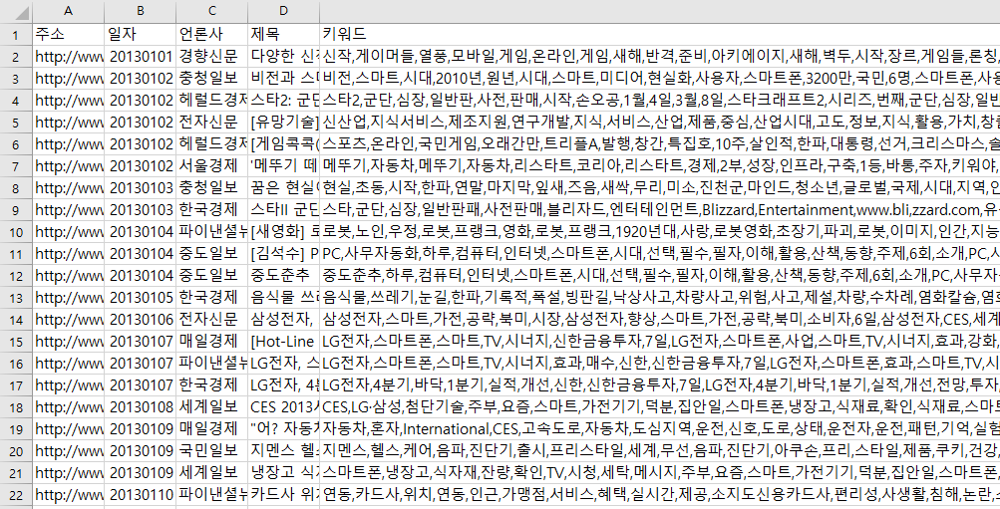 A B C D
1 주소 일자 언론사 제목 키워드
2 http://www 20130101 경향신문 다양한 신작 신작,게이머들,열풍,모바일,게임,온라인,게임,새해,반격,준비,아키에이지,새해,벽두,시작,장르,게임들,론칭,
3 http://www 20130102 충청일보 비전과 스마 비전,스마트,시대,2010년,원년,시대,스마트,미디어,현실화,사용자,스마트폰,3200만,국민,6명,스마트폰,사용
4 http://www 20130102 헤럴드경제 스타2: 군단 스타2,군단,심장,일반판,사전,판매,시작,손오공,1월,4일,3월,8일,스타크래프트2,시리즈,번째,군단,심장,일반
5 http://www 20130102 전자신문 [유망기술] 신산업,지식서비스,제조지원,연구개발,지식,서비스,산업,제품,중심,산업시대,고도,정보,지식,활용,가치,창출
6 http://www 20130102 헤럴드경제 [게임콕콕( 스포츠,온라인,국민게임,오래간만,트리플A,발행,창간,특집호,10주,살인적,한파,대통령,선거,크리스마스,솔
7 http://www 20130102 서울경제 '메뚜기 떼 메뚜기,자동차,메뚜기,자동차,리스타트,코리아,리스타트,경제,2부,성장,인프라,구축,1등,바통,주자,키워야,
8 http://www 20130103 충청일보 꿈은 현실이 현실,초동,시작,한파,연말,마지막,잎새,즈음,새싹,무리,미소,진천군,마인드,청소년,글로벌,국제,시대,지역,인
9 http://www 20130103 한국경제 스타II 군단 스타,군단,심장,일반판패,사전판매,블리자드,엔터테인먼트,Blizzard,Entertainment,www.bli,zzard.com,유
10 http://www 20130104 파이낸셜뉴 [새영화] 로 로봇,노인,우정,로봇,프랭크,영화,로봇,프랭크,1920년대,사랑,로봇영화,초장기,파괴,로봇,이미지,인간,지능
11 http://www 20130104 중도일보 [김석수] P PC,사무자동화,하루,컴퓨터,인터넷,스마트폰,시대,선택,필수,필자,이해,활용,산책,동향,주제,6회,소개,PC,사
12 http://www 20130104 중도일보 중도춘추 중도춘추,하루,컴퓨터,인터넷,스마트폰,시대,선택,필수,필자,이해,활용,산책,동향,주제,6회,소개,PC,사무자동
13 http://www 20130105 한국경제 음식물 쓰레 음식물,쓰레기,눈길,한파,기록적,폭설,빙판길,낙상사고,차량사고,위험,사고,제설,차량,수차례,염화칼슘,염화
14 http://www 20130106 전자신문 삼성전자, 삼성전자,스마트,가전,공략,북미,시장,삼성전자,향상,스마트,가전,공략,북미,소비자,6일,삼성전자,CES,세계
15 http://www 20130107 매일경제 [Hot-Line LG전자,스마트폰,스마트,TV,시너지,신한금융투자,7일,LG전자,스마트폰,사업,스마트,TV,시너지,효과,강화,
16 http://www 20130107 파이낸셜뉴 LG전자, 스 스마트폰,스마트,TV,시너지,효과,매수,신한,신한금융투자,7일,LG전자,스마트폰,효과,스마트,TV,
17 http://www 20130107 한국경제 LG전자, 4분 LG전자,4분기,바닥,1분기,실적,개선,신한,신한금융투자,7일,LG전자,4분기,바닥,1분기,실적,개선,전망,투자
18 http://www 20130108 세계일보 CES 2013서 CES,LG·삼성,첨단기술,주부,요즘,스마트,가전기기,덕분,집안일,스마트폰,냉장고,식재료,확인,식재료,스마트
19 http://www 20130109 매일경제 "어? 자동차 자동차,혼자,International,CES,고속도로,자동차,도심지역,운전,신호,도로,상태,운전자,운전,패턴,기억,실험
20 http://www 20130109 국민일보 지멘스 헬스 지멘스,헬스,케어,음파,진단기,출시,프리스타일,세계,무선,음파,진단기,아쿠손,프리,스타일,제품,쿠키,건강,
21 http://www 20130109 세계일보 냉장고 식자 스마트폰,냉장고,식자재,잔량,확인,TV,시청,세탁,메시지,주부,요즘,스마트,가전기기,덕분,집안일,스마트폰,
22 http://www 20130110 파이낸셜뉴 카드사 위치 연동,카드사,위치,연동,인근,가맹점,서비스,혜택,실시간,제공,소지도신용카드사,편리성,사생활,침해,논란,